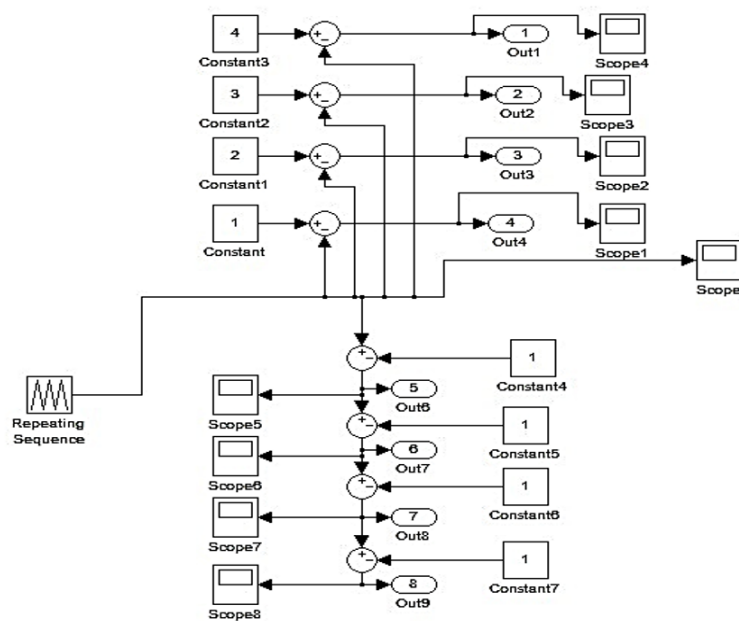 4
Constant3
1
Out1
Scope4
3
Constant2
2
Out2
Scope3
2
Constant1
3
Out3
Scope2
1
Constant
4
Out4
Scope1
Scope
Repeating
Sequence
1
Constant4
5
Out6
Scope5
1
Constant5
6
Out7
Scope6
1
Constant6
7
Out8
Scope7
1
Constant7
8
Out9
Scope8